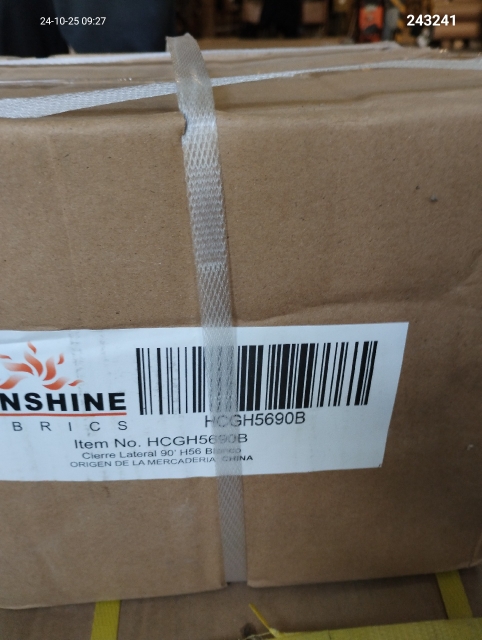 24-10-25 09:27
243241
NSHINE
BRICS
HCGH5690B
Item No. HCGH5690B
Cierre Lateral 90' H56 Blanco
ORIGEN DE LA MERCADERIA CHINA